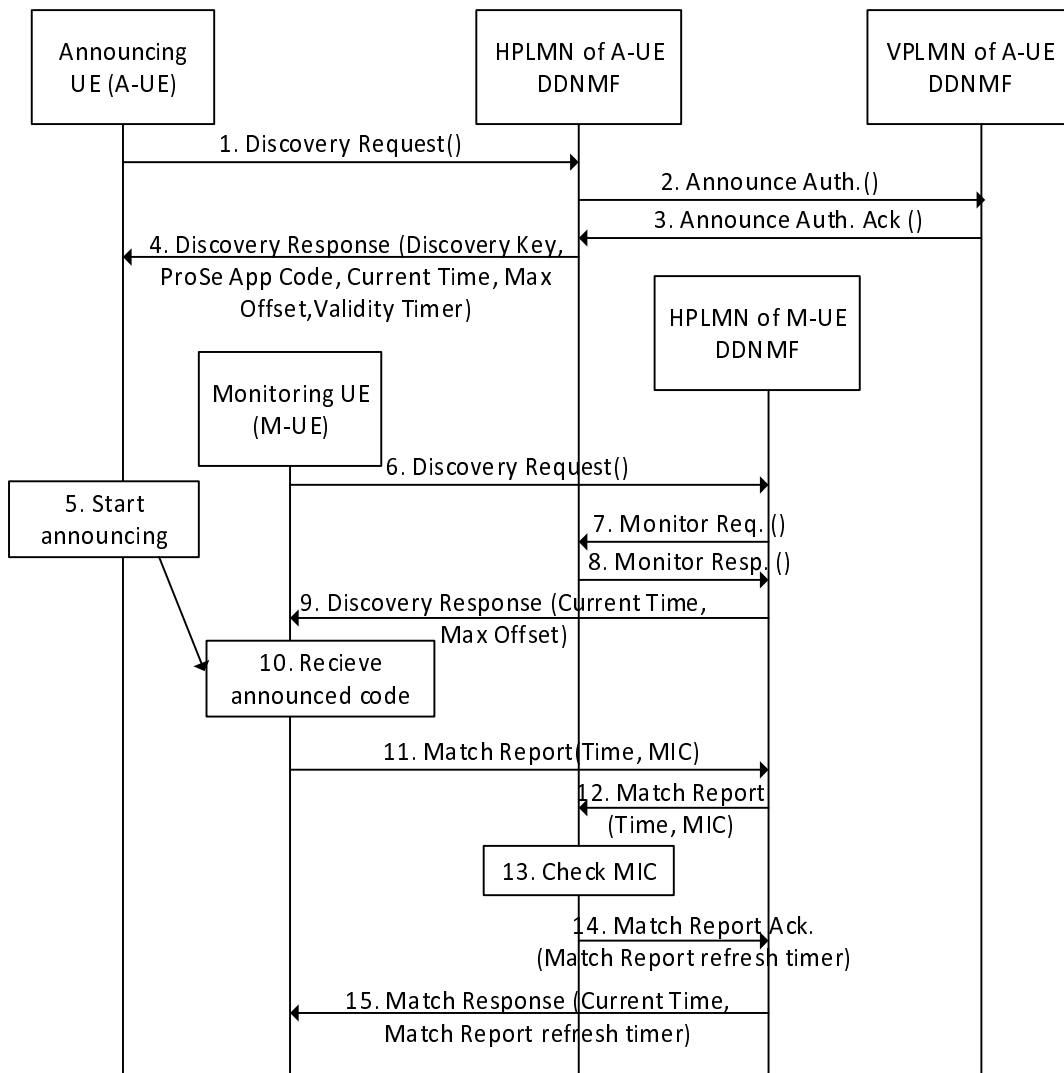 Announcing
UE (A-UE)
HPLMN of A-UE
DDNMF
VPLMN of A-UE
DDNMF
1. Discovery Request()
2. Announce Auth.()
3. Announce Auth. Ack ()
4. Discovery Response (Discovery Key,
ProSe App Code, Current Time, Max
Offset,Validity Timer)
HPLMN of M-UE
DDNMF
Monitoring UE
(M-UE)
6. Discovery Request()
5. Start
announcing
7. Monitor Req. ()
8. Monitor Resp. ()
9. Discovery Response (Current Time,
Max Offset)
10. Recieve
announced code
11. Match Report(Time, MIC)
12. Match Report
(Time, MIC)
13. Check MIC
14. Match Report Ack.
(Match Report refresh timer)
15. Match Response (Current Time,
Match Report refresh timer)